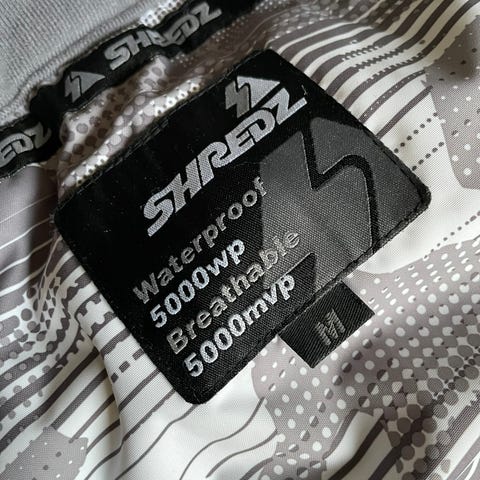 SHREDZ
SHREDZ
SHREDZ
Waterproof
5000wp
Breathable
5000mvp
M